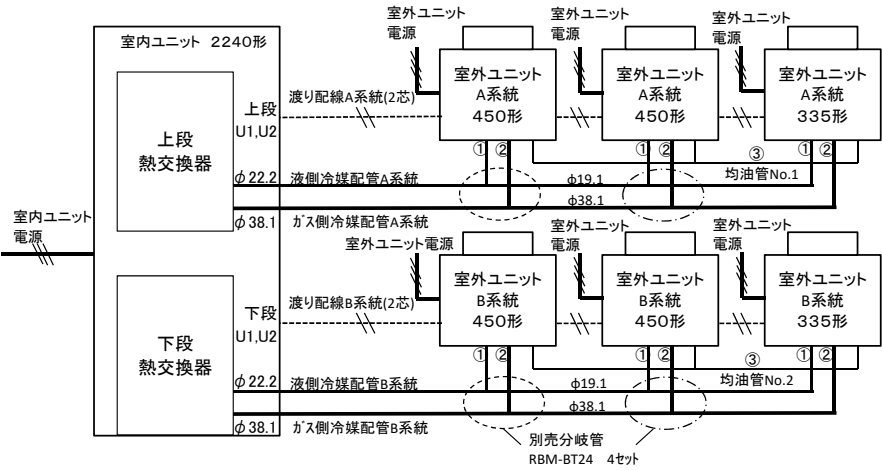 室内ユニット 2240形
上段
熱交換器
上段
U1,U2
φ22.2
φ38.1
室内ユニット
電源
下段
熱交換器
下段
U1,U2
φ22.2
φ38.1
渡り配線A系統(2芯)
室外ユニット
電源
室外ユニット
A系統
450形
① ②
室外ユニット
電源
室外ユニット
A系統
450形
① ②
室外ユニット
電源
室外ユニット
A系統
335形
① ②
③
均油管No.1
液側冷媒配管A系統
φ19.1
φ38.1
ガス側冷媒配管A系統
渡り配線B系統(2芯)
室外ユニット電源
室外ユニット
B系統
450形
① ②
室外ユニット
電源
室外ユニット
B系統
450形
① ②
室外ユニット
電源
室外ユニット
B系統
335形
① ②
③
均油管No.2
液側冷媒配管B系統
φ19.1
φ38.1
ガス側冷媒配管B系統
別売分岐管
RBM-BT24 4セット